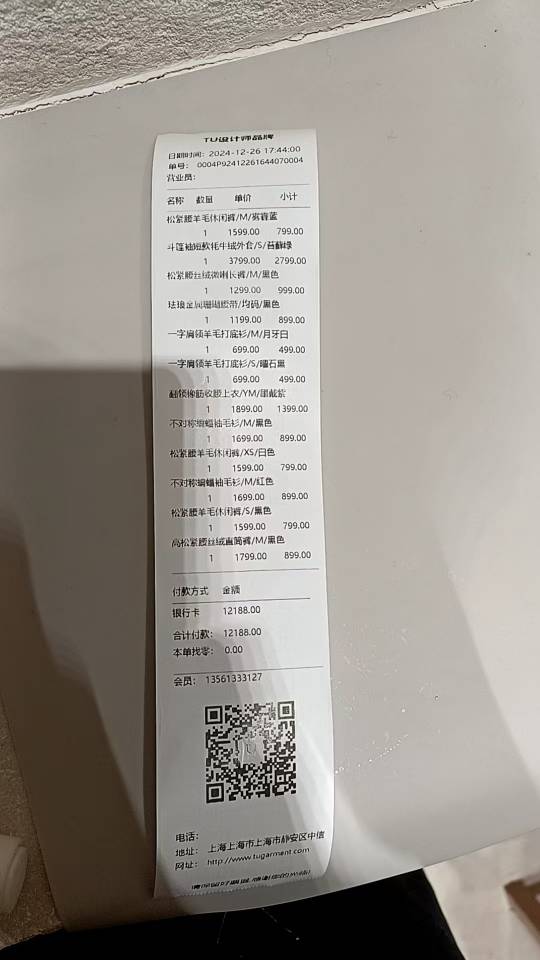 TU设计师品牌
日期时间: 2024-12-26 17:44:00
单号: 0004P92412261644070004
营业员:
名称 数量 单价 小计
松紧腰羊毛休闲裤/M/雾霾蓝
1 1599.00 799.00
斗篷袖短款牦牛绒外套/S/苔藓绿
1 3799.00 2799.00
松紧腰丝绒微喇长裤/M/黑色
1 1299.00 999.00
珐琅金属珊瑚腰带/均码/黑色
1 1199.00 899.00
一字肩领羊毛打底衫/M/月牙白
1 699.00 499.00
一字肩领羊毛打底衫/S/曜石黑
1 699.00 499.00
翻领橡筋收腰上衣/YM/黑戴紫
1 1899.00 1399.00
不对称蝙蝠袖毛衫/M/黑色
1 1699.00 899.00
松紧腰羊毛休闲裤/XS/白色
1 1599.00 799.00
不对称蝙蝠袖毛衫/M/红色
1 1699.00 899.00
松紧腰羊毛休闲裤/S/黑色
1 1599.00 799.00
高松紧腰丝绒直筒裤/M/黑色
1 1799.00 899.00
付款方式 金额
银行卡 12188.00
合计付款: 12188.00
本单找零: 0.00
会员: 13561333127
电话:
地址: 上海上海市上海市静安区中信
网址: http://www.tugarment.com